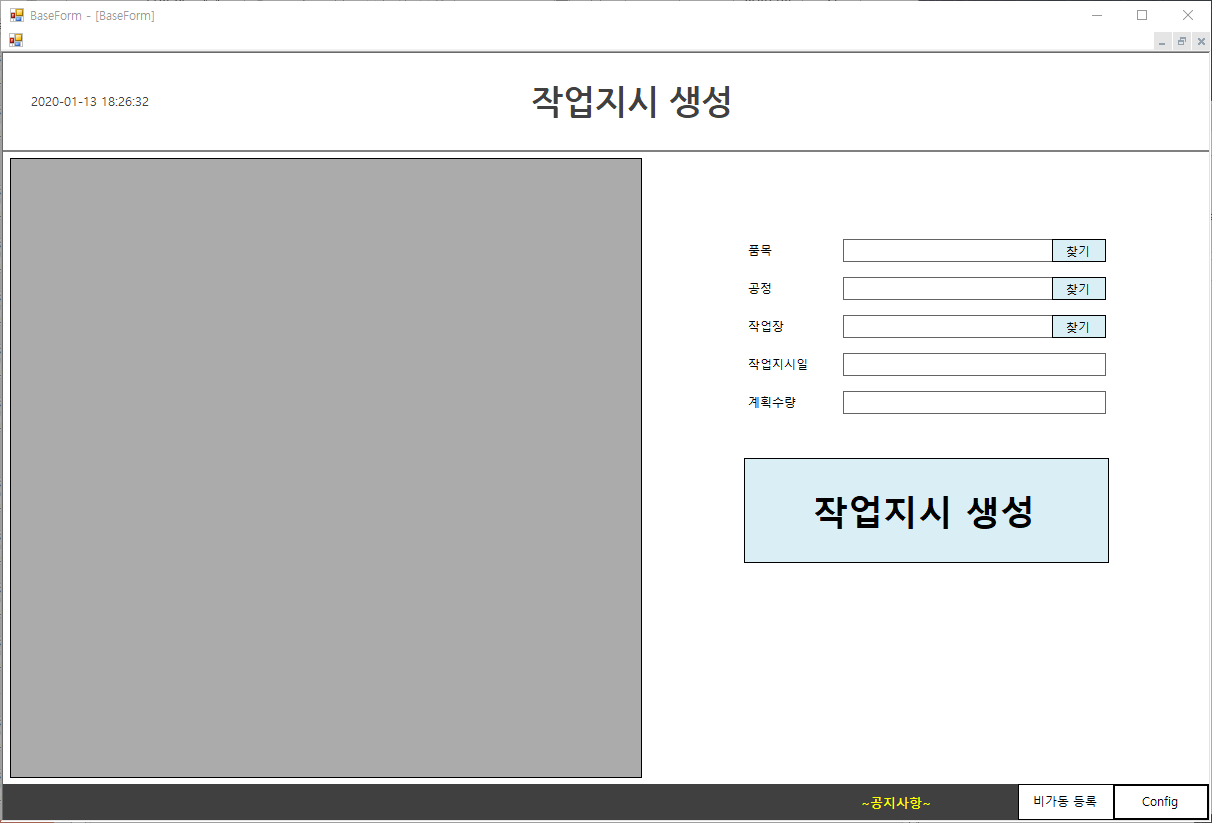 BaseForm - [BaseForm]
2020-01-13 18:26:32
작업지시 생성
품목
찾기
공정
찾기
작업장
찾기
작업지시일
계획수량
작업지시 생성
~공지사항~
비가동 등록
Config